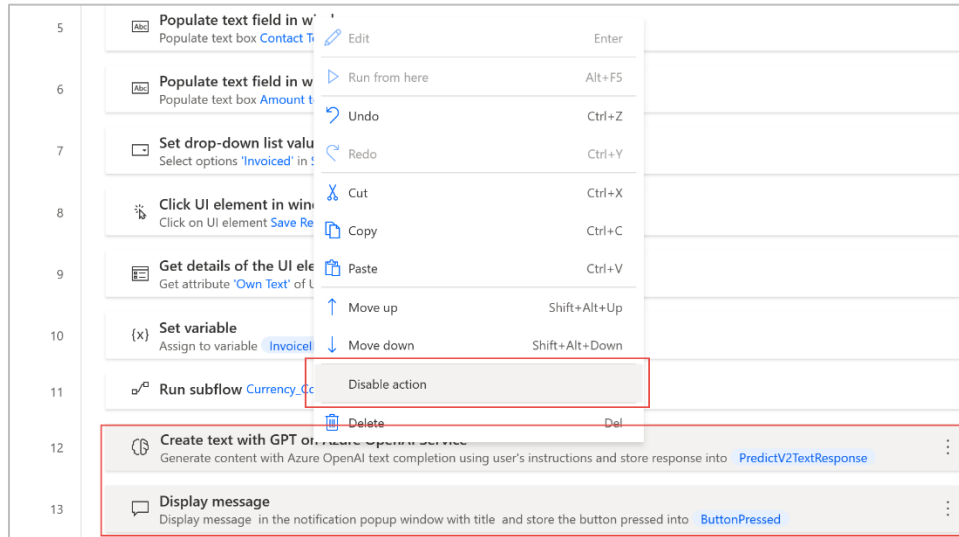 5
Populate text field in
Populate text box Contact
6
Populate text field in
Populate text box Amount
7
Set drop-down list
Select options 'Invoiced' in
8
Click UI element in
Click on UI element Save
9
Get details of the UI
Get attribute 'Own Text' of
10
{x} Set variable
Assign to variable
11
Run subflow
12
Create text with GPT on Azure OpenAI Service
Generate content with Azure OpenAI text completion using user's instructions and store response into PredictV2TextResponse
13
Display message
Display message in the notification popup window with title and store the button pressed into ButtonPressed
Abc
Abc
Edit Enter
Run from here Alt+F5
Undo Ctrl+Z
Redo Ctrl+Y
Cut Ctrl+X
Copy Ctrl+C
Paste Ctrl+V
Move up Shift+Alt+Up
Move down Shift+Alt+Down
Disable action
Delete Del